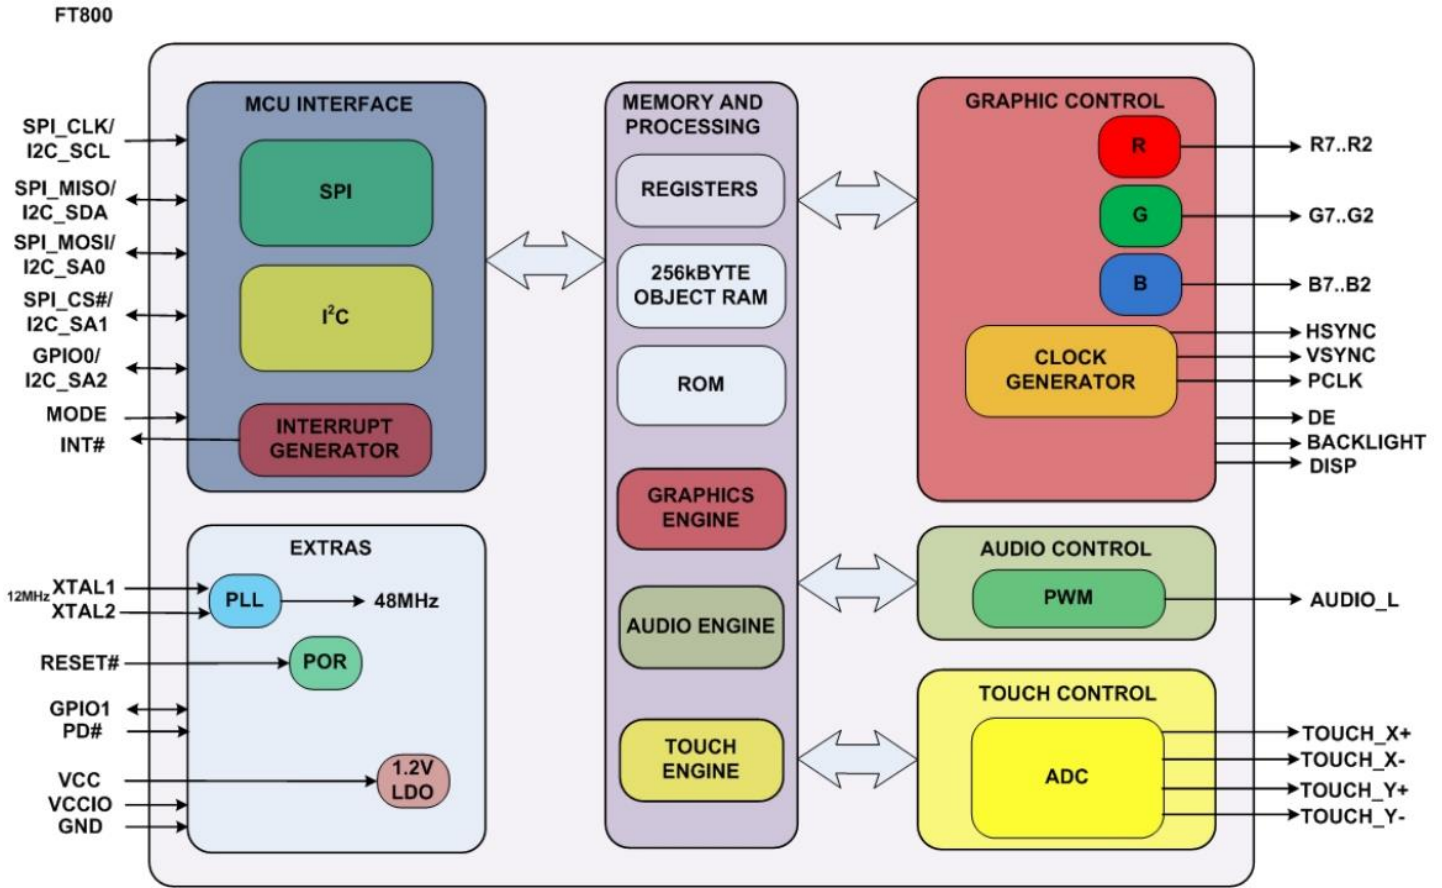 FT800
MCU INTERFACE
SPI
I²C
INTERRUPT
GENERATOR
SPI_CLK/
I2C_SCL
SPI_MISO/
I2C_SDA
SPI_MOSI/
I2C_SA0
SPI_CS#/
I2C_SA1
GPIO0/
I2C_SA2
MODE
INT#
EXTRAS
12MHz XTAL1
XTAL2
PLL
48MHz
RESET#
POR
GPIO1
PD#
VCC
1.2V
LDO
VCCIO
GND
MEMORY AND
PROCESSING
REGISTERS
256kBYTE
OBJECT RAM
ROM
GRAPHICS
ENGINE
AUDIO ENGINE
TOUCH
ENGINE
GRAPHIC CONTROL
R
G
B
CLOCK
GENERATOR
R7..R2
G7..G2
B7..B2
HSYNC
VSYNC
PCLK
DE
BACKLIGHT
DISP
AUDIO CONTROL
PWM
AUDIO_L
TOUCH CONTROL
ADC
TOUCH_X+
TOUCH_X-
TOUCH_Y+
TOUCH_Y-